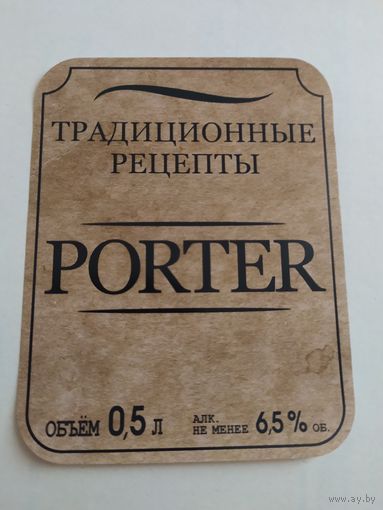 ТРАДИЦИОННЫЕ
РЕЦЕПТЫ
PORTER
ОБЪЁМ 0,5 Л
АЛК.
НЕ МЕНЕЕ 6,5% ОБ.
www.ay.by